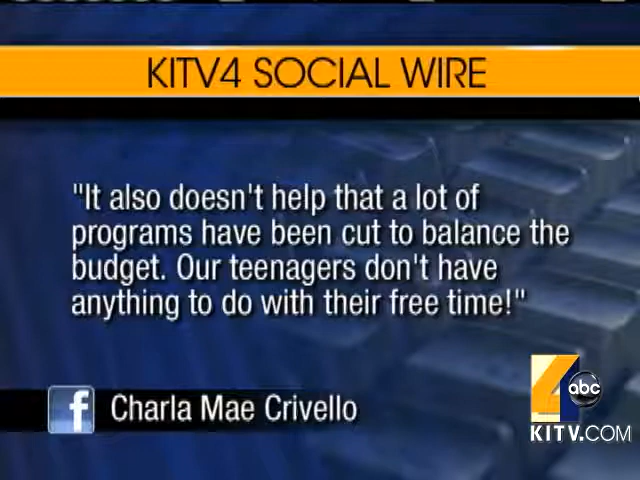 KITV4 SOCIAL WIRE
"It also doesn't help that a lot of
programs have been cut to balance the
budget. Our teenagers don't have
anything to do with their free time!"
f Charla Mae Crivello
4 abc
KITV.COM